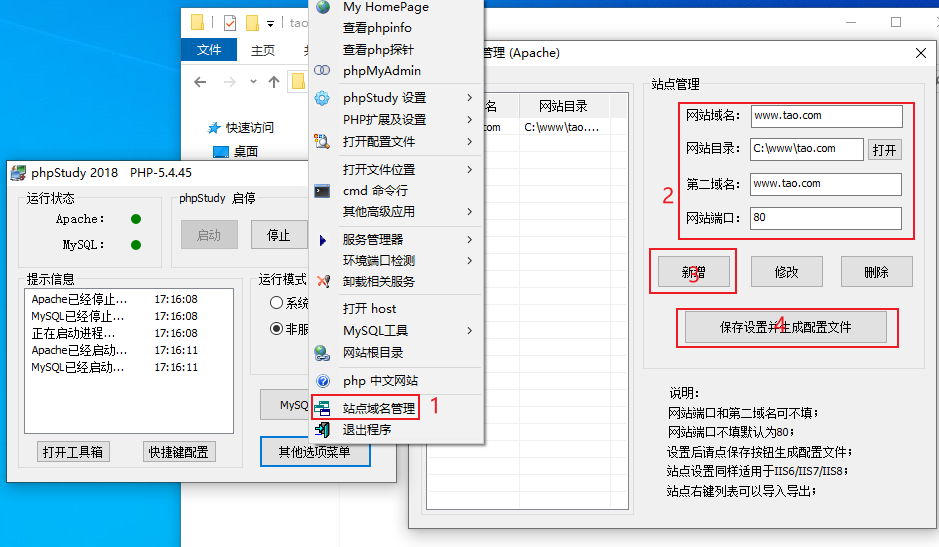 tao
文件
主页
快速访问
桌面
phpStudy 2018 PHP-5.4.45
运行状态
Apache:
MySQL:
phpStudy 启停
启动
停止
提示信息
Apache已经停止... 17:16:08
MySQL已经停止... 17:16:08
正在启动进程... 17:16:08
Apache已经启动... 17:16:11
MySQL已经启动... 17:16:11
运行模式
系统
非服
MySQ
打开工具箱
快捷键配置
其他选项菜单
My HomePage
查看phpinfo
查看php探针
phpMyAdmin
phpStudy 设置
PHP扩展及设置
打开配置文件
打开文件位置
cmd 命令行
其他高级应用
服务管理器
环境端口检测
卸载相关服务
打开 host
MySQL工具
网站根目录
php 中文网站
站点域名管理 1
退出程序
管理 (Apache)
名 网站目录
com C:\www\tao....
站点管理
网站域名: www.tao.com
网站目录: C:\www\tao.com 打开
2
第二域名: www.tao.com
网站端口: 80
新增 3
修改
删除
保存设置并生成配置文件 4
说明:
网站端口和第二域名可不填;
网站端口不填默认为80;
设置后请点保存按钮生成配置文件;
站点设置同样适用于IIS6/IIS7/IIS8;
站点右键列表可以导入导出;